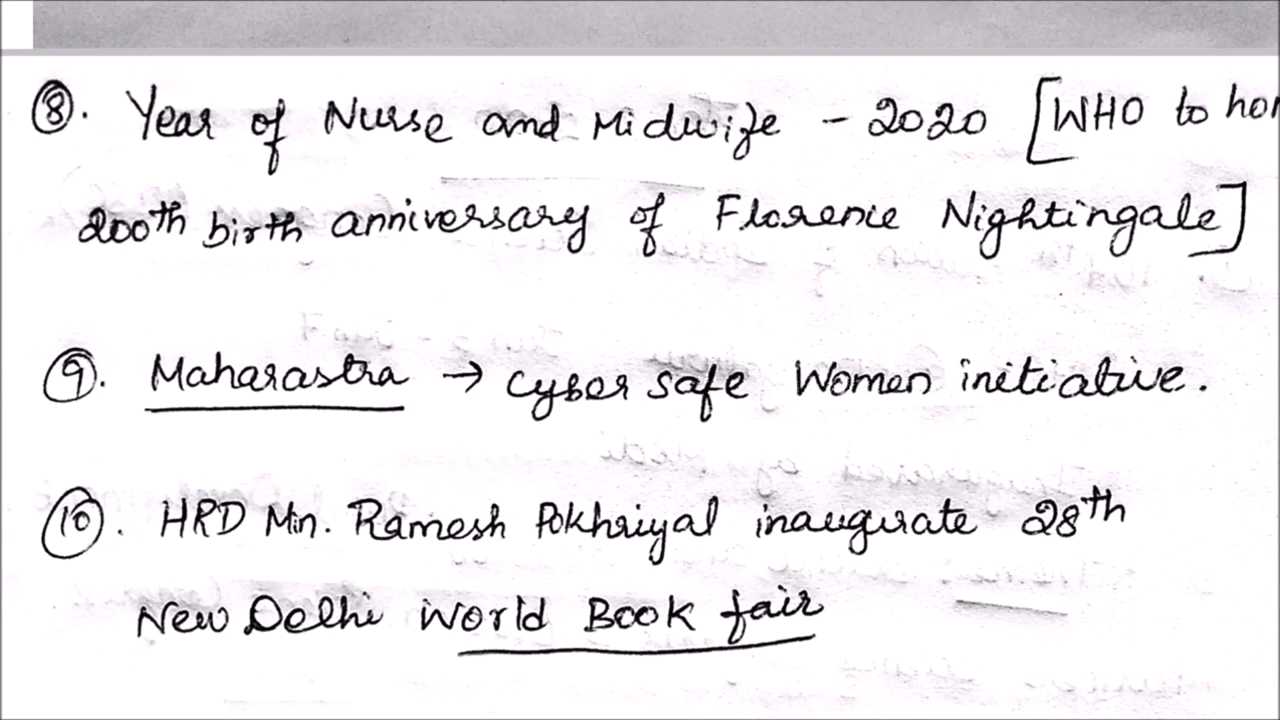 8. Year of Nurse and Midwife - 2020 [WHO to
200th birth anniversary of Florence Nightingale]
9. Maharastra → Cyber safe Women initiative.
10. HRD Min. Ramesh Pokhriyal inaugurate 28th
New Delhi World Book fair